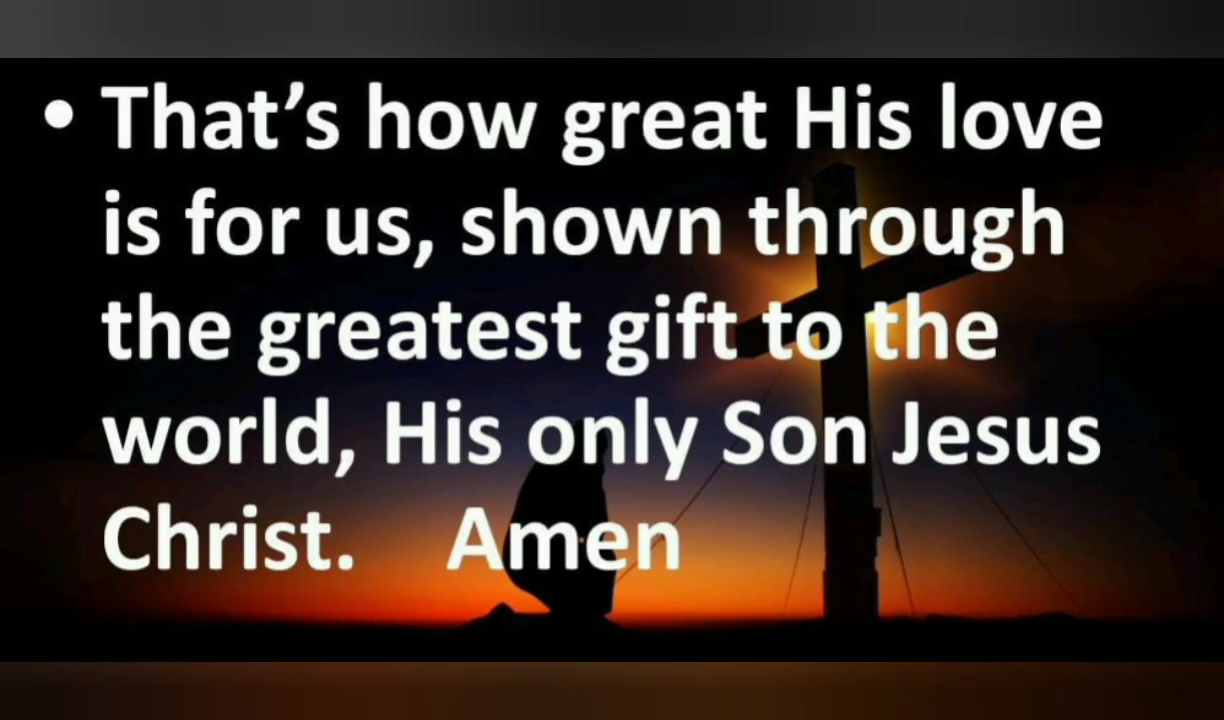 • That’s how great His love
is for us, shown through
the greatest gift to the
world, His only Son Jesus
Christ. Amen